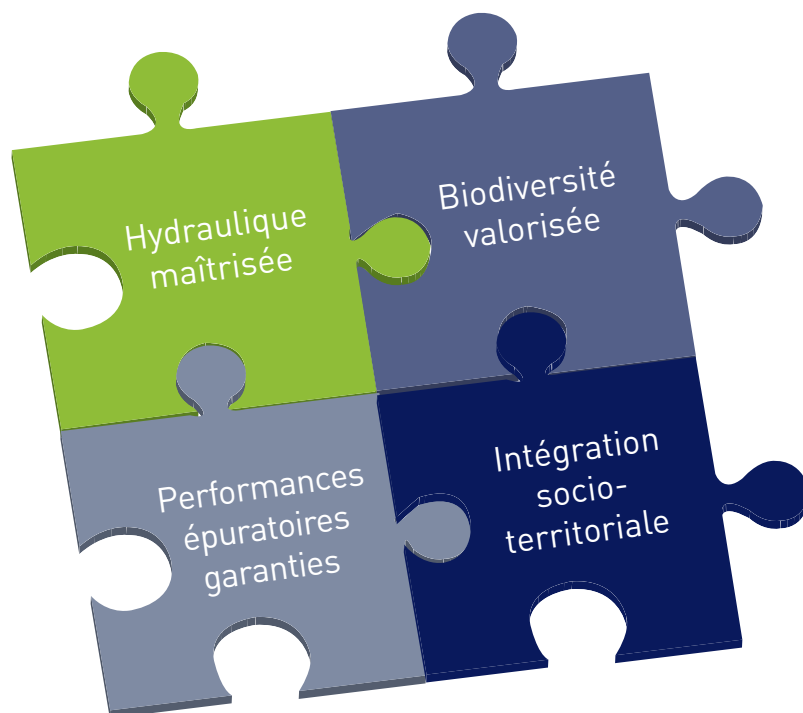 Hydraulique
maîtrisée
Biodiversité
valorisée
Performances
épuratoires
garanties
Intégration
socio-
territoriale